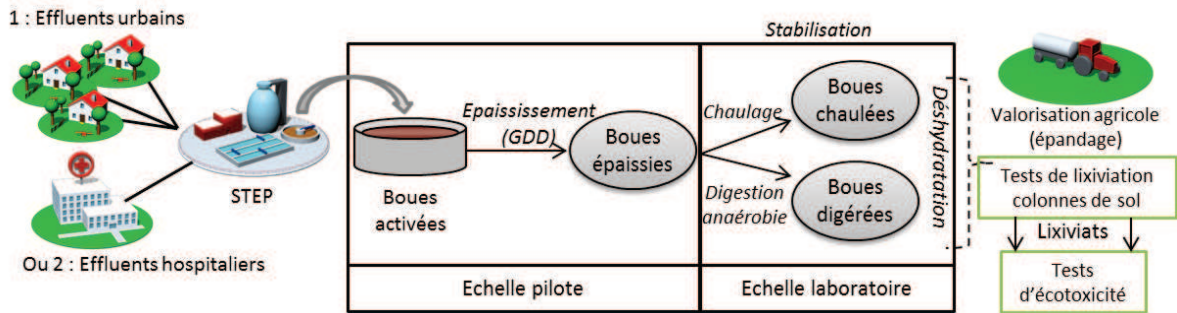 1 : Effluents urbains
STEP
Ou 2 : Effluents hospitaliers
Stabilisation
Epaississement
(GDD)
Boues
activées
Boues
épaissies
Chaulage
Digestion
anaérobie
Boues
chaulées
Boues
digérées
Déshydratation
Echelle pilote
Echelle laboratoire
Valorisation agricole
(épandage)
Tests de lixiviation
colonnes de sol
Lixiviats
Tests
d'écotoxicité